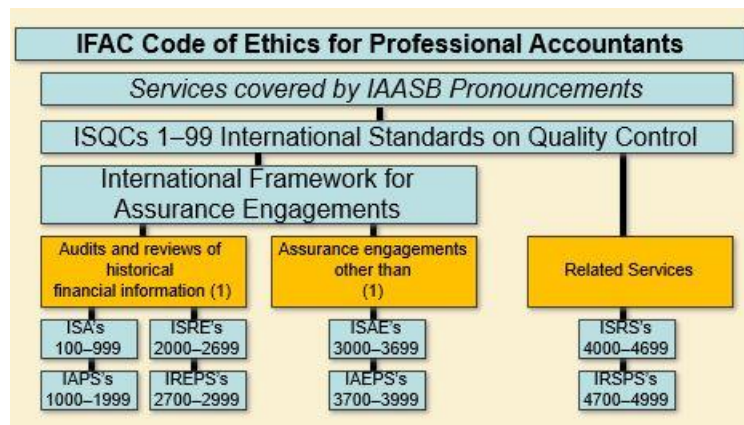 IFAC Code of Ethics for Professional Accountants
Services covered by IAASB Pronouncements
ISQCs 1–99 International Standards on Quality Control
International Framework for
Assurance Engagements
Audits and reviews of
historical
financial information (1)
Assurance engagements
other than
(1)
Related Services
ISA's
100–999
ISRE's
2000–2699
ISAE's
3000–3699
ISRS's
4000–4699
IAPS's
1000–1999
IREPS's
2700–2999
IAEPS's
3700–3999
IRSPS's
4700–4999